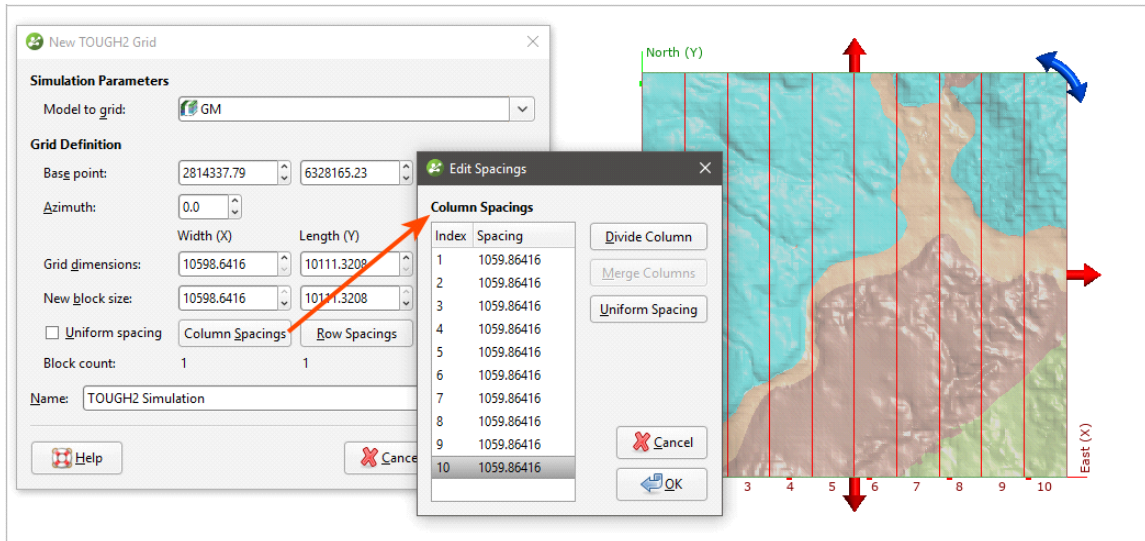 New TOUGH2 Grid
Simulation Parameters
Model to grid: GM
Grid Definition
Base point: 2814337.79 6328165.23
Azimuth: 0.0
Width (X) Length (Y)
Grid dimensions: 10598.6416 10111.3208
New block size: 10598.6416 10111.3208
Uniform spacing Column Spacings Row Spacings
Block count: 1 1
Name: TOUGH2 Simulation
Help Cance
Edit Spacings
Column Spacings
Index Spacing
1 1059.86416
2 1059.86416
3 1059.86416
4 1059.86416
5 1059.86416
6 1059.86416
7 1059.86416
8 1059.86416
9 1059.86416
10 1059.86416
Divide Column
Merge Columns
Uniform Spacing
Cancel
OK
North (Y)
East (X)
3 4 5 6 7 8 9 10